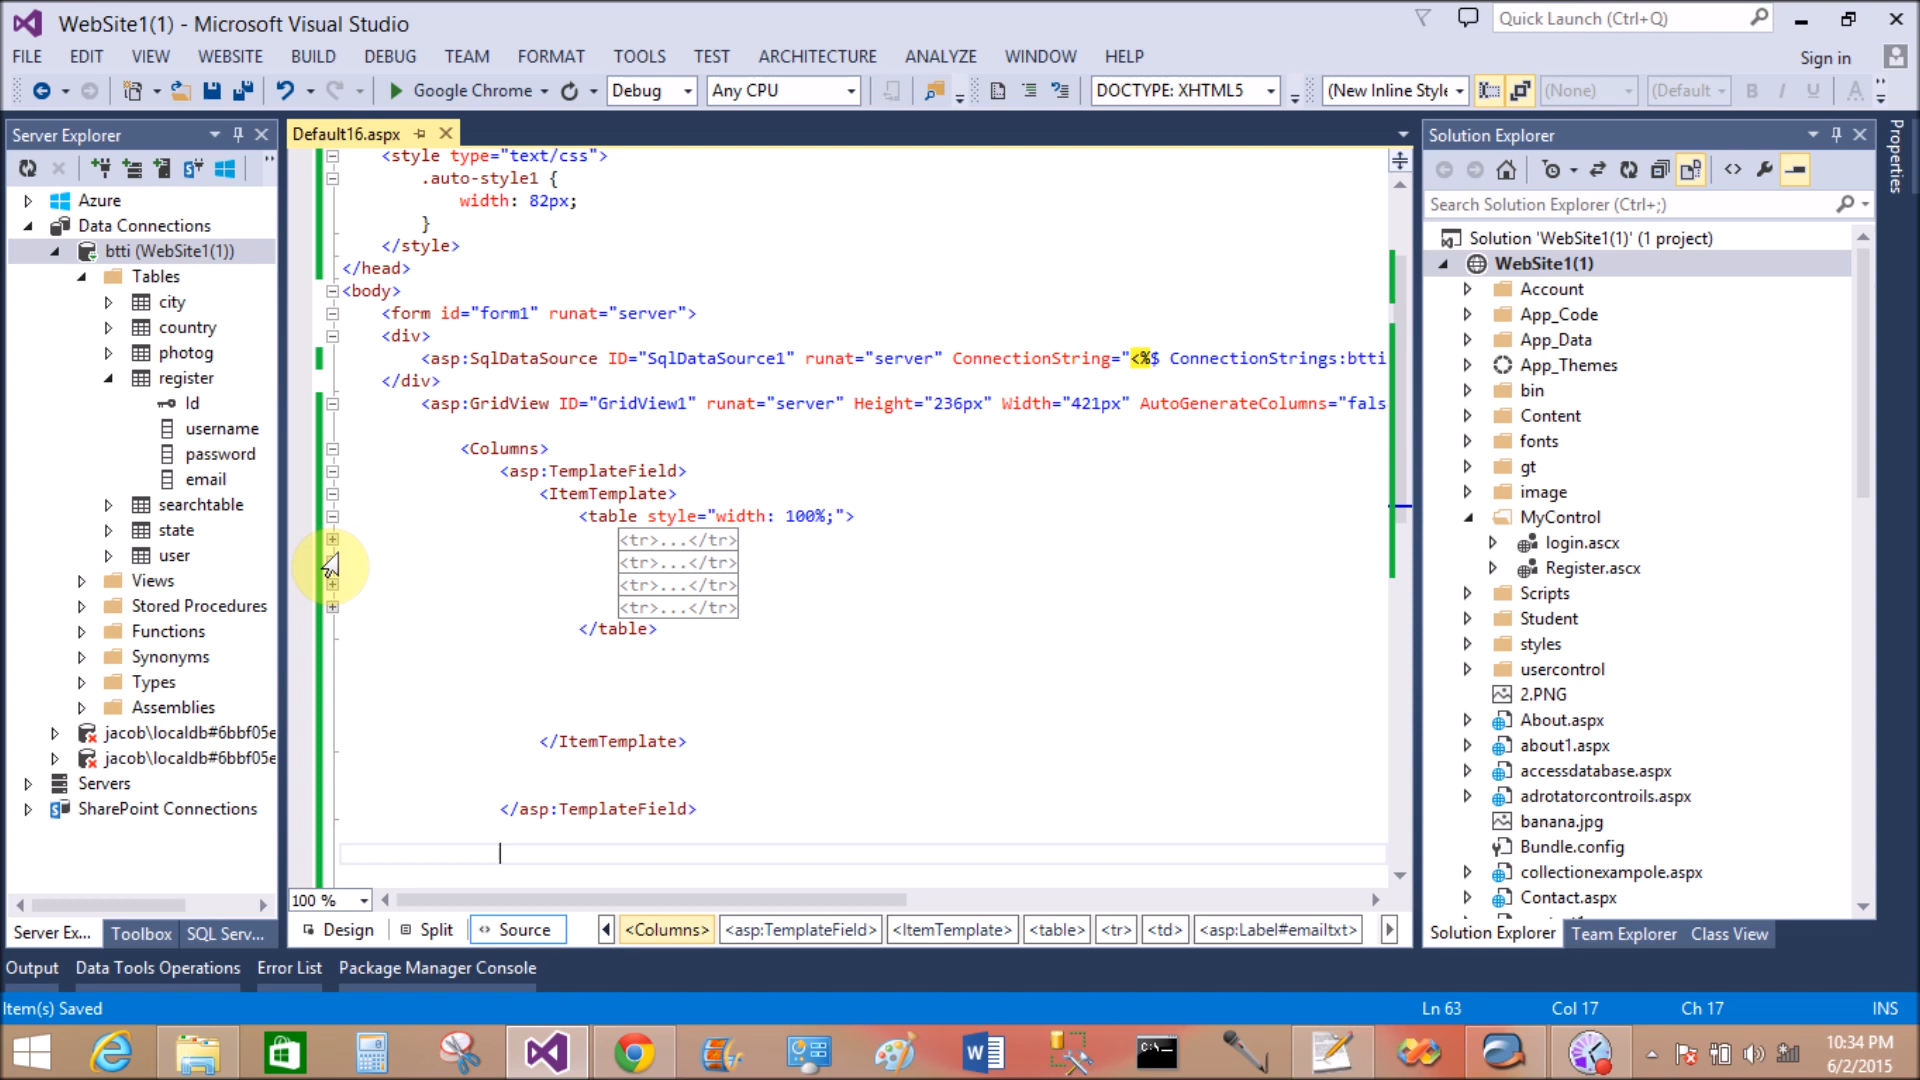 WebSite1(1) - Microsoft Visual Studio
Quick Launch (Ctrl+Q)
FILE EDIT VIEW WEBSITE BUILD DEBUG TEAM FORMAT TOOLS TEST ARCHITECTURE ANALYZE WINDOW HELP
Sign in
Google Chrome Debug Any CPU DOCTYPE: XHTML5 (New Inline Style (None) (Default B I U A
Server Explorer
Azure
Data Connections
btti (WebSite1(1))
Tables
city
country
photog
register
Id
username
password
email
searchtable
state
user
Views
Stored Procedures
Functions
Synonyms
Types
Assemblies
jacob\localdb#6bbf05e
jacob\localdb#6bbf05e
Servers
SharePoint Connections
Server Ex... Toolbox SQL Serv...
Default16.aspx
<style type="text/css">
.auto-style1 {
width: 82px;
}
</style>
</head>
<body>
<form id="form1" runat="server">
<div>
<asp:SqlDataSource ID="SqlDataSource1" runat="server" ConnectionString="<%$ ConnectionStrings:btti
</div>
<asp:GridView ID="GridView1" runat="server" Height="236px" Width="421px" AutoGenerateColumns="fals
<Columns>
<asp:TemplateField>
<ItemTemplate>
<table style="width: 100%;">
<tr>...</tr>
<tr>...</tr>
<tr>...</tr>
<tr>...</tr>
</table>
</ItemTemplate>
</asp:TemplateField>
100 %
Design Split Source <Columns> <asp:TemplateField> <ItemTemplate> <table> <tr> <td> <asp:Label#emailtxt>
Solution Explorer
Search Solution Explorer (Ctrl+;)
Solution 'WebSite1(1)' (1 project)
WebSite1(1)
Account
App_Code
App_Data
App_Themes
bin
Content
fonts
gt
image
MyControl
login.ascx
Register.ascx
Scripts
Student
styles
usercontrol
2.PNG
About.aspx
about1.aspx
accessdatabase.aspx
adrotatorcontroils.aspx
banana.jpg
Bundle.config
collectionexampole.aspx
Contact.aspx
Solution Explorer Team Explorer Class View
Properties
Output Data Tools Operations Error List Package Manager Console
Item(s) Saved
Ln 63 Col 17 Ch 17 INS
10:34 PM
6/2/2015